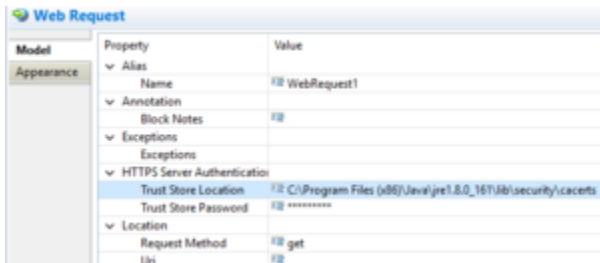 Web Request
Model
Appearance
Property Value
Alias
Name WebRequest1
Annotation
Block Notes
Exceptions
Exceptions
HTTPS Server Authentication
Trust Store Location C:\Program Files (x86)\Java\jre1.8.0_161\lib\security\cacerts
Trust Store Password *********
Location
Request Method get
Uri